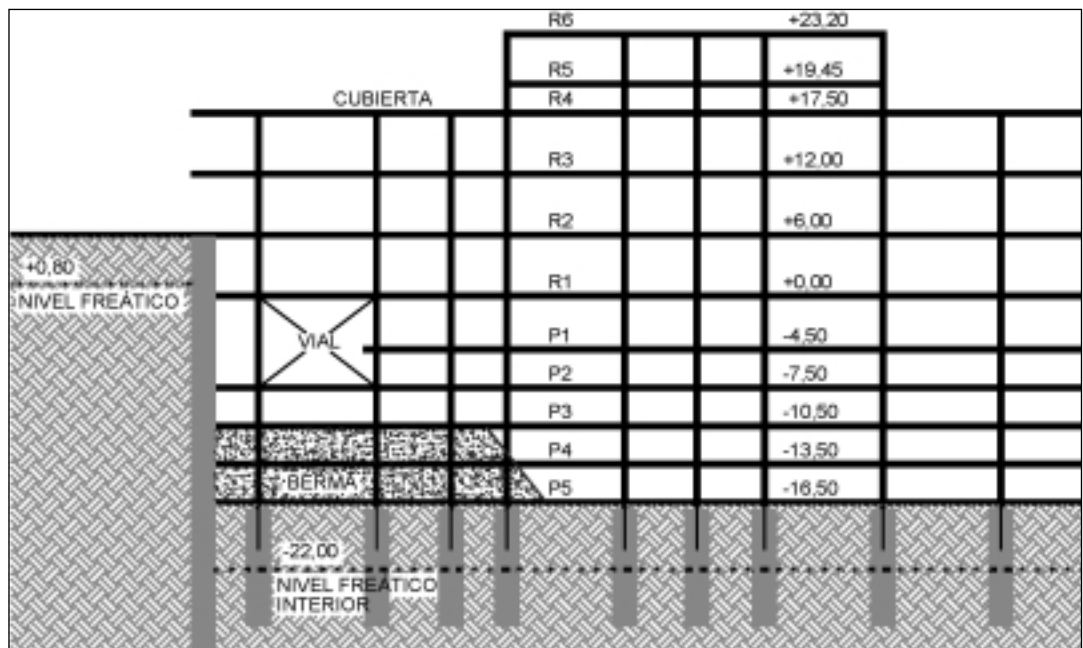 R6 +23,20
R5 +19,45
CUBIERTA R4 +17,50
R3 +12,00
R2 +6,00
+0,80
R1 +0,00
NIVEL FREÁTICO
VIAL P1 -4,50
P2 -7,50
P3 -10,50
P4 -13,50
BERMA P5 -16,50
-22,00
NIVEL FREÁTICO
INTERIOR